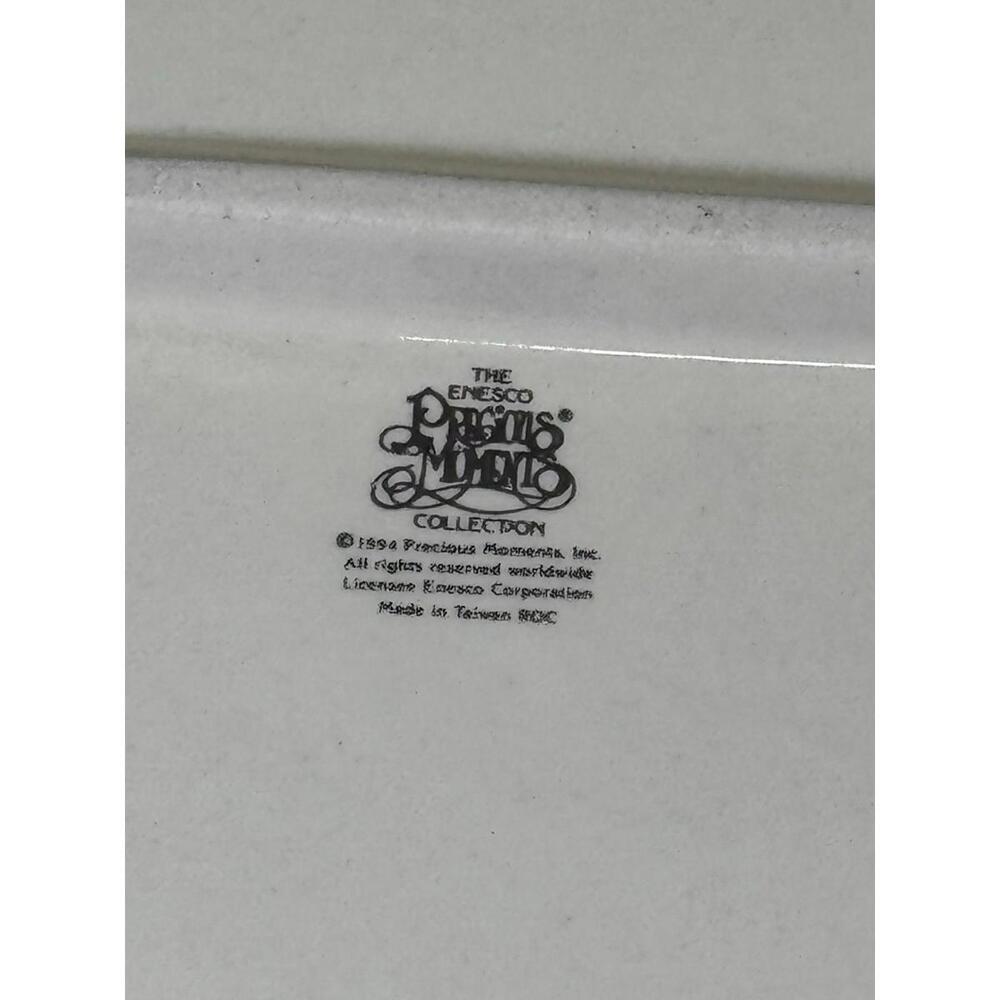 THE
ENESCO
PRECIOUS®
MOMENTS
COLLECTION
© 1994 Precious Moments, Inc.
All rights reserved worldwide
Licensee Enesco Corporation
Made in Taiwan ROC